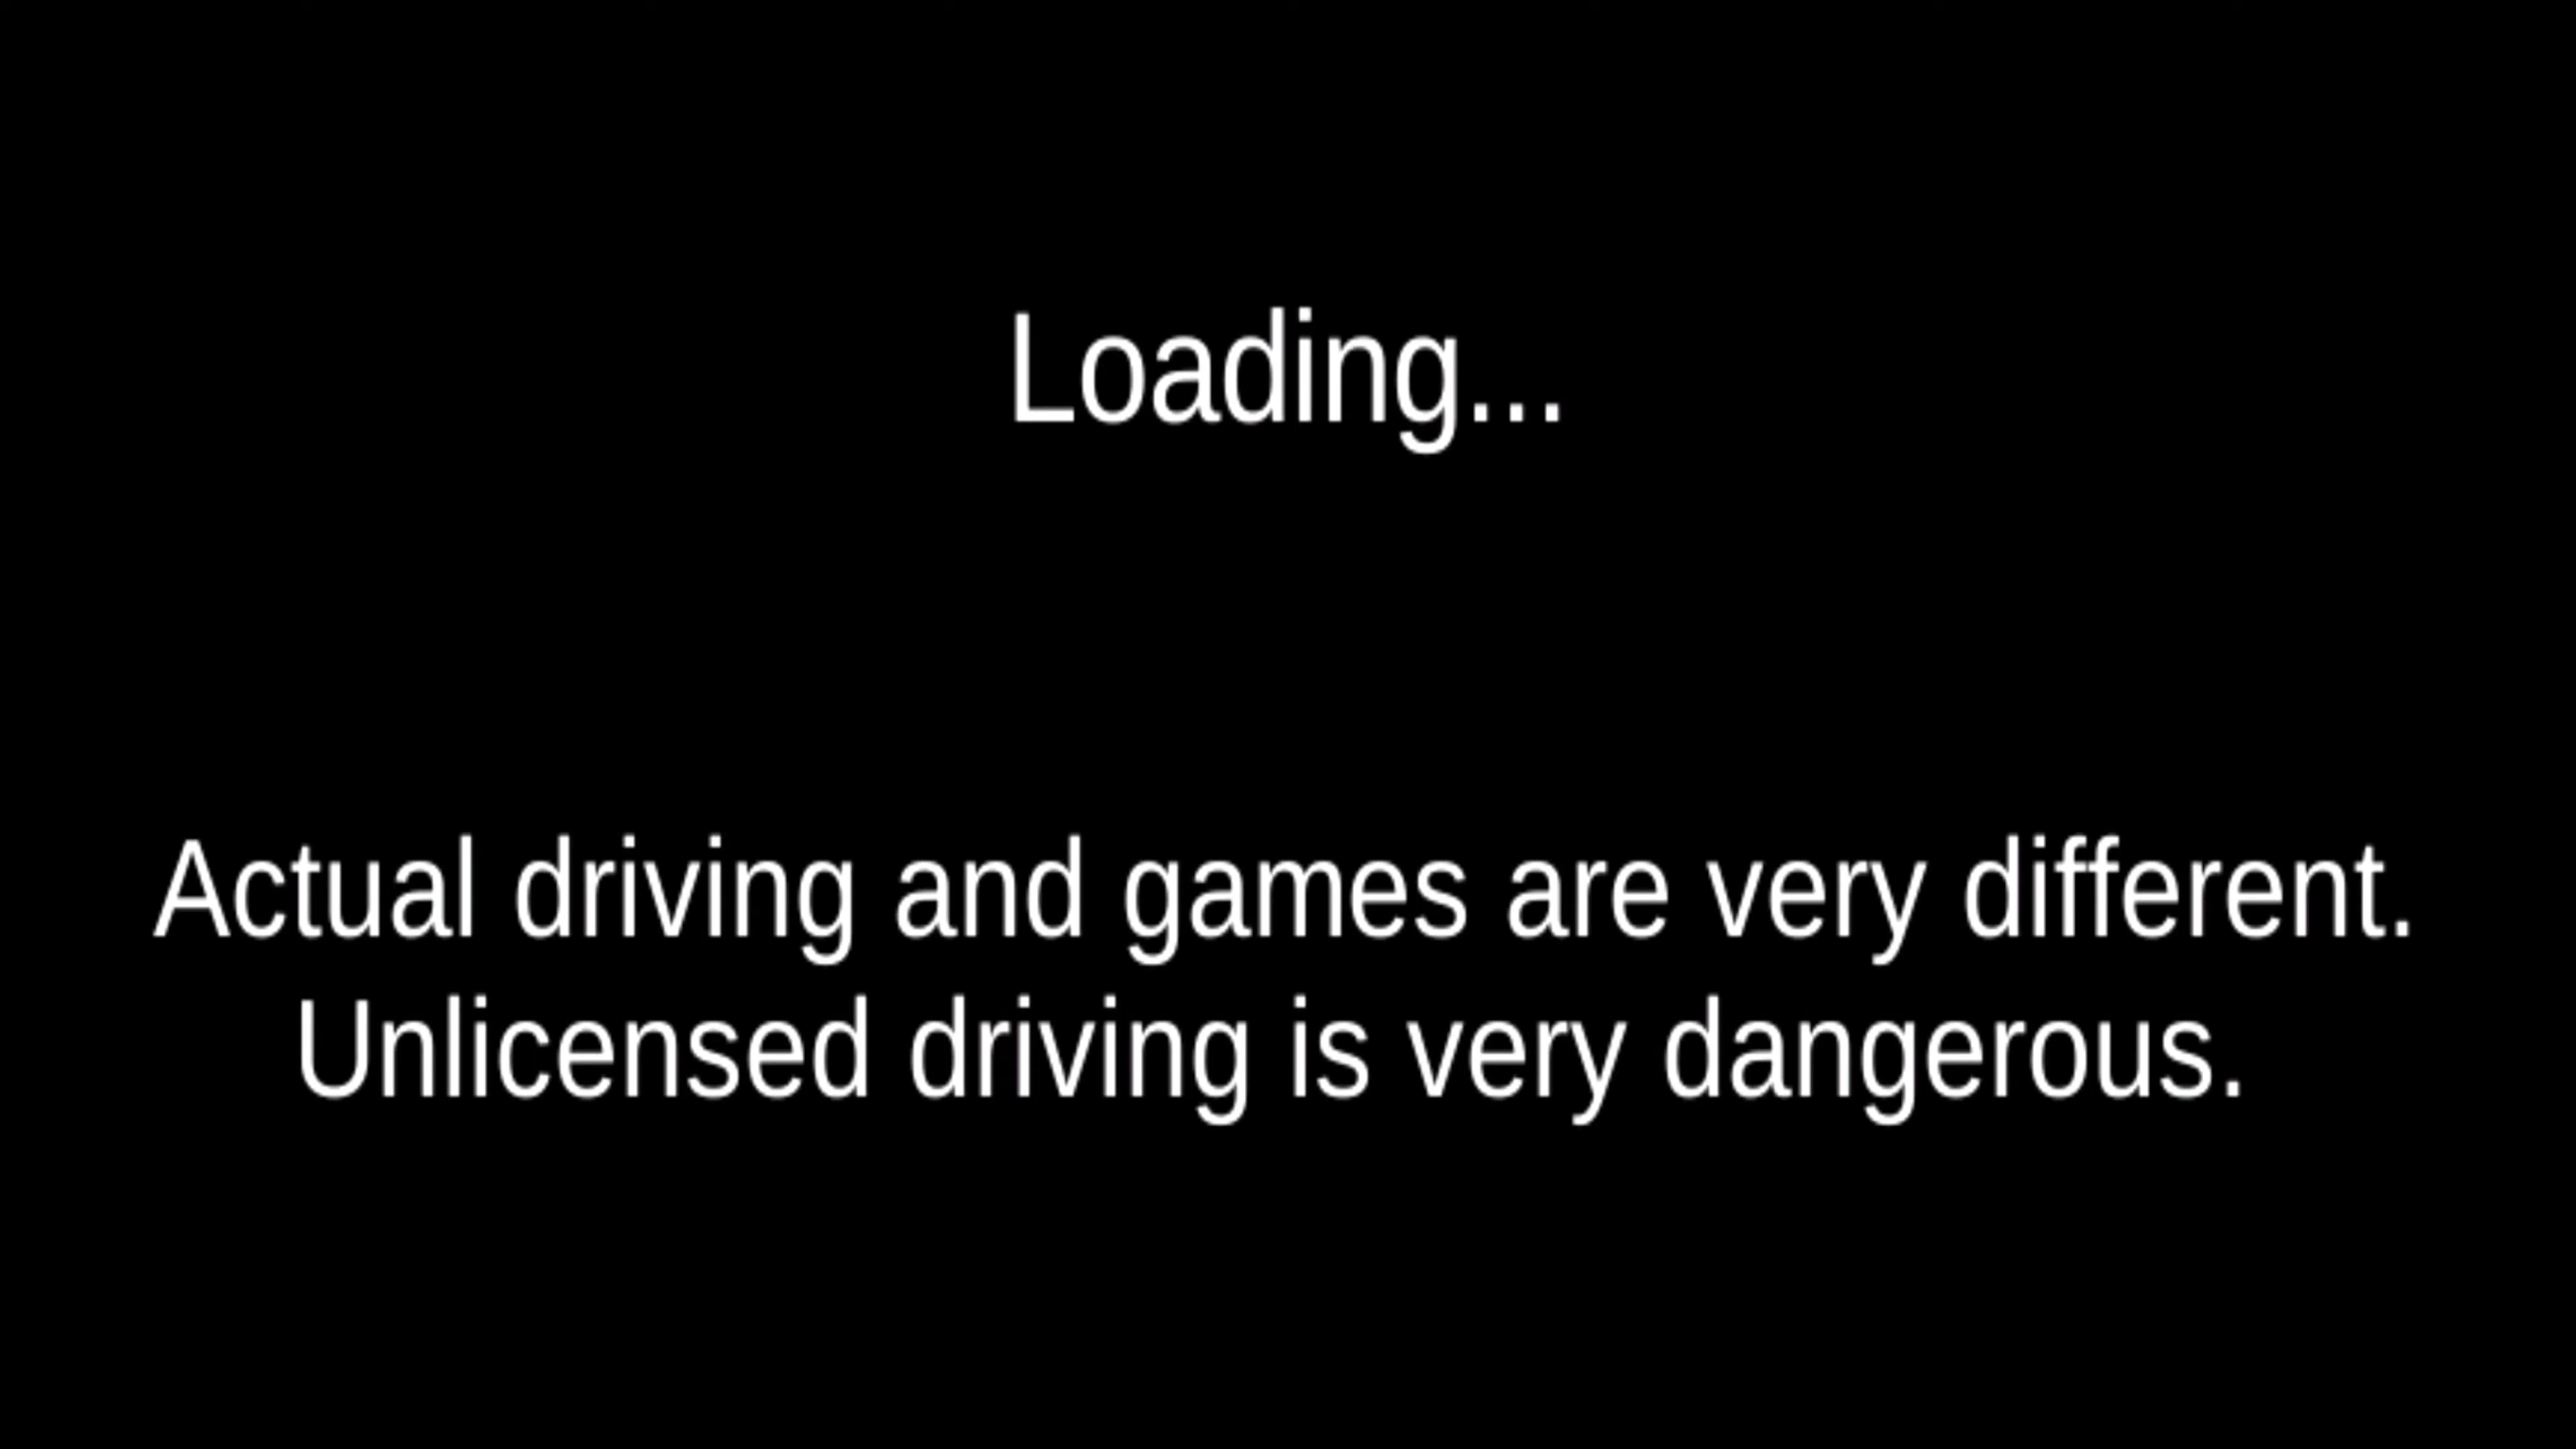 Loading...
Actual driving and games are very different.
Unlicensed driving is very dangerous.